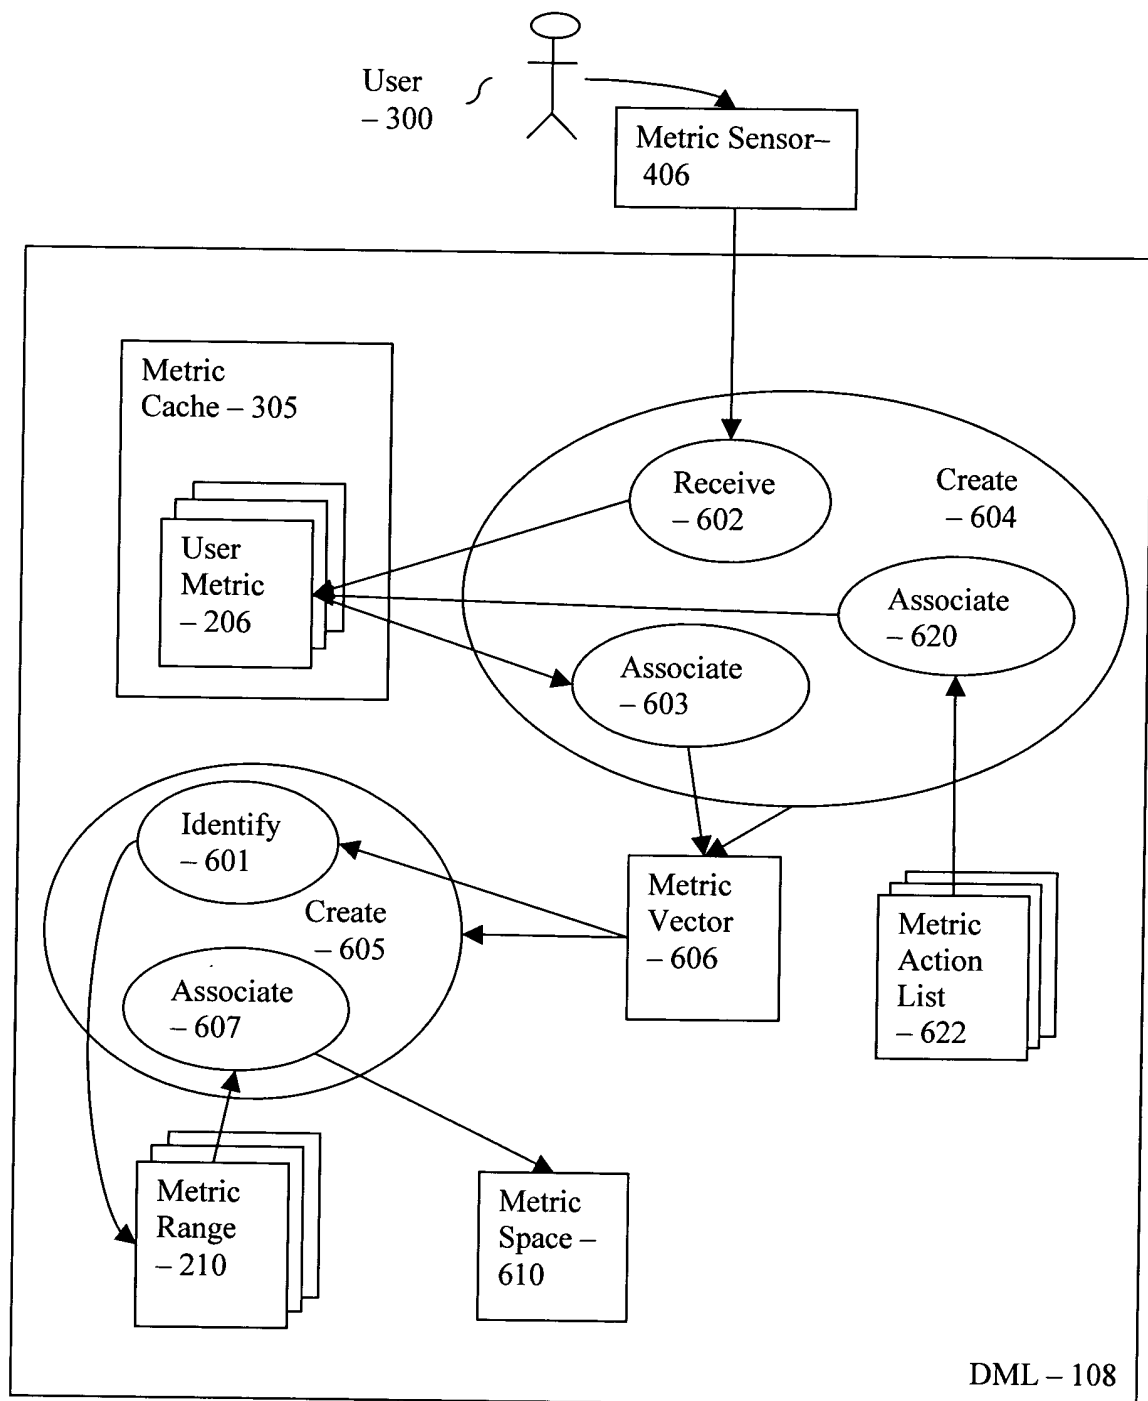 User
– 300
Metric Sensor–
406
Metric
Cache – 305
User
Metric
– 206
Receive
– 602
Create
– 604
Associate
– 620
Associate
– 603
Identify
– 601
Create
– 605
Associate
– 607
Metric
Vector
– 606
Metric
Action
List
– 622
Metric
Range
– 210
Metric
Space –
610
DML – 108